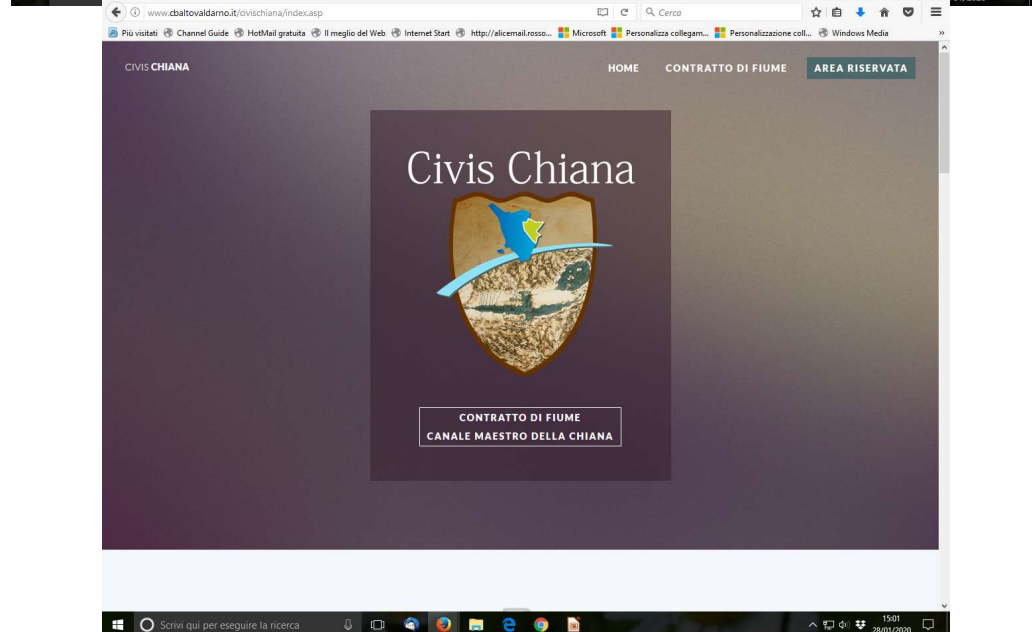 www.cbaltovaldarno.it/civischiana/index.asp
Cerca
Più visitati Channel Guide HotMail gratuita Il meglio del Web Internet Start http://alicemail.rosso... Microsoft Personalizza collegam... Personalizzazione coll... Windows Media »
CIVIS CHIANA
HOME CONTRATTO DI FIUME AREA RISERVATA
Civis Chiana
CONTRATTO DI FIUME
CANALE MAESTRO DELLA CHIANA
Scrivi qui per eseguire la ricerca
15:01
28/01/2020